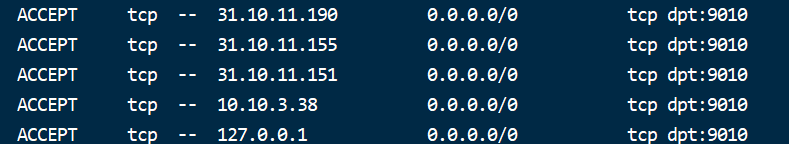 ACCEPT tcp -- 31.10.11.190 0.0.0.0/0 tcp dpt:9010
ACCEPT tcp -- 31.10.11.155 0.0.0.0/0 tcp dpt:9010
ACCEPT tcp -- 31.10.11.151 0.0.0.0/0 tcp dpt:9010
ACCEPT tcp -- 10.10.3.38 0.0.0.0/0 tcp dpt:9010
ACCEPT tcp -- 127.0.0.1 0.0.0.0/0 tcp dpt:9010